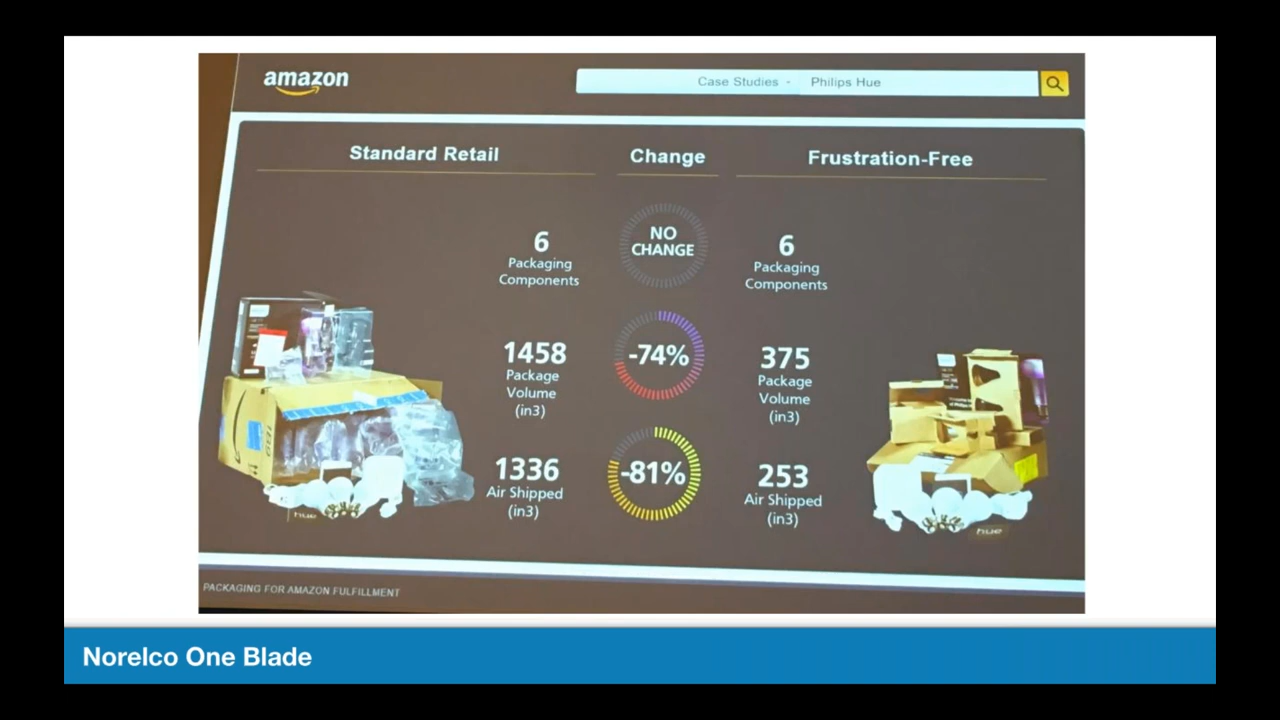 amazon
Case Studies - Philips Hue
Standard Retail
Change
Frustration-Free
6
Packaging
Components
NO
CHANGE
6
Packaging
Components
1458
Package
Volume
(in3)
-74%
375
Package
Volume
(in3)
1336
Air Shipped
(in3)
-81%
253
Air Shipped
(in3)
hue
hue
PACKAGING FOR AMAZON FULFILLMENT
Norelco One Blade